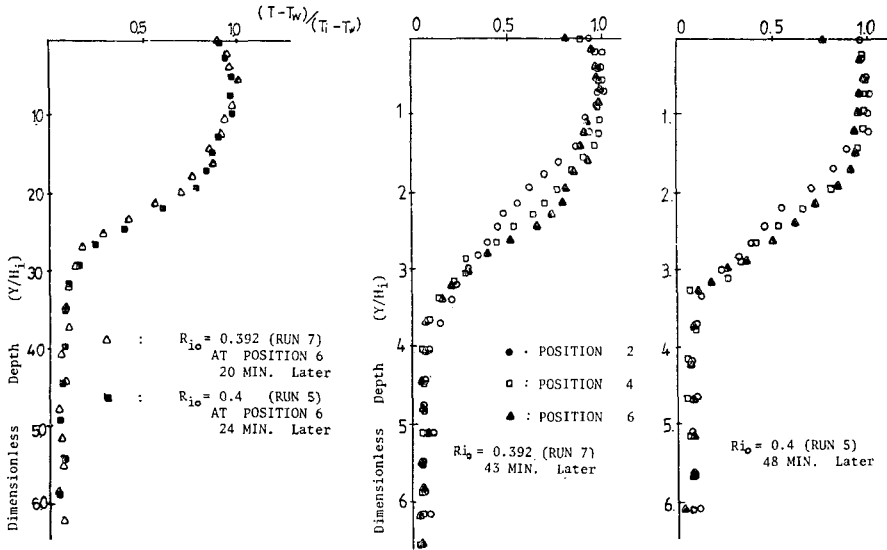 (T-Tw)/(Ti-Tw)
0.5 1.0
10
20
30
40
50
60
Dimensionless Depth (Y/Hi)
△ : Rio = 0.392 (RUN 7)
AT POSITION 6
20 MIN. Later
■ : Rio = 0.4 (RUN 5)
AT POSITION 6
24 MIN. Later
0 0.5 1.0
1
2
3
4
5
6
Dimensionless Depth (Y/Hi)
● · POSITION 2
□ : POSITION 4
▲ : POSITION 6
Rio = 0.392 (RUN 7)
43 MIN. Later
0 0.5 1.0
1
2
3.
4
5.
6.
Rio = 0.4 (RUN 5)
48 MIN. Later